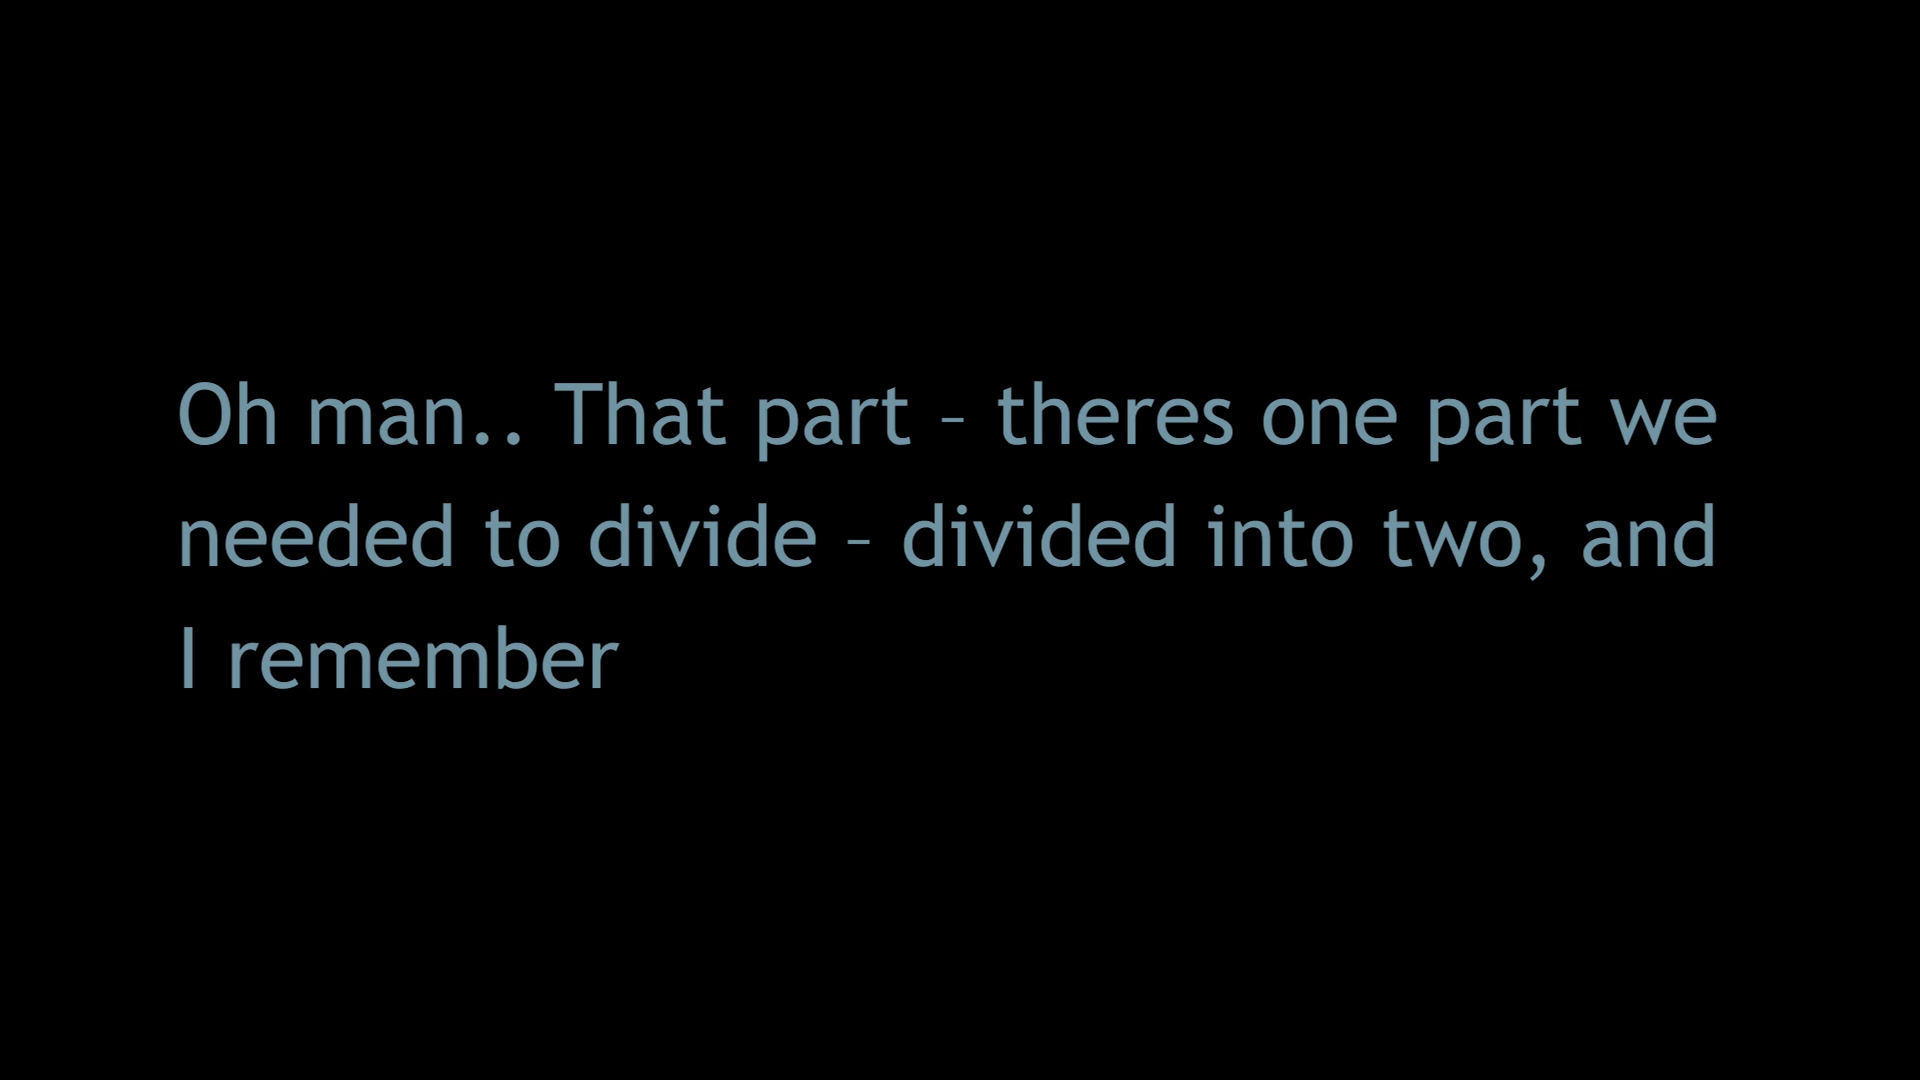 Oh man.. That part – theres one part we
needed to divide – divided into two, and
I remember